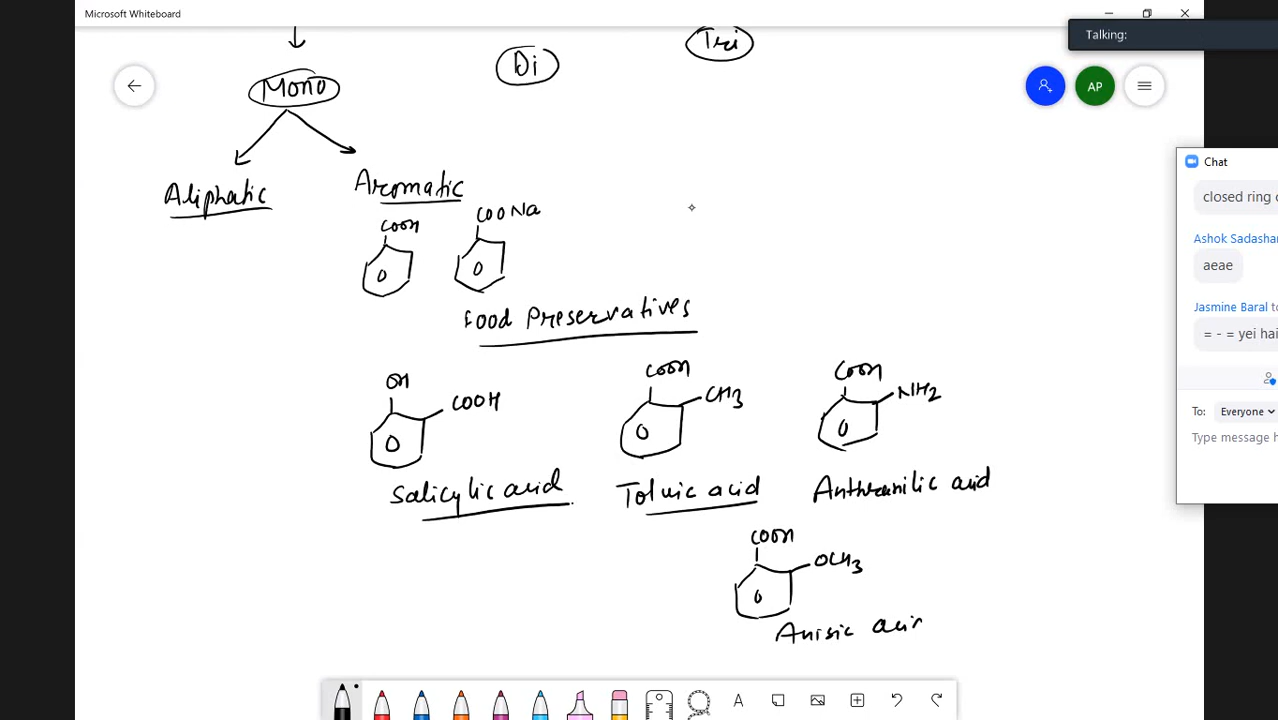 Microsoft Whiteboard
Talking:
Tri
Di
Mono
AP
Aliphatic
Aromatic
COOH
COONa
Food Preservatives
OH
COOH
COOH
CH3
COOH
NH2
Salicylic acid
Toluic acid
Anthranilic acid
COOH
OCH3
Anisic acid
Chat
closed ring
Ashok Sadashar
aeae
Jasmine Baral to
= - = yei hai
To: Everyone
Type message h
A